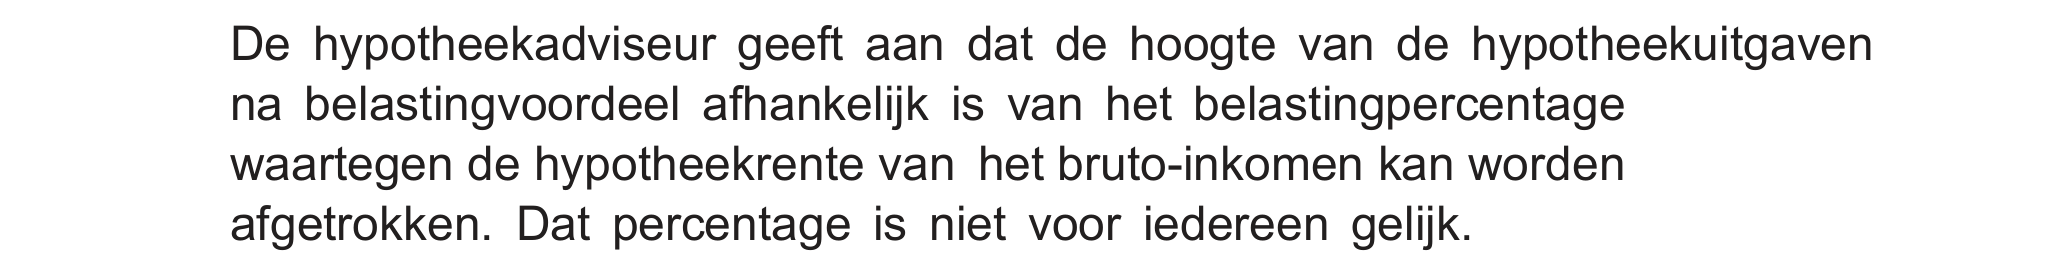 De hypotheekadviseur geeft aan dat de hoogte van de hypotheekuitgaven
na belastingvoordeel afhankelijk is van het belastingpercentage
waartegen de hypotheekrente van het bruto-inkomen kan worden
afgetrokken. Dat percentage is niet voor iedereen gelijk.